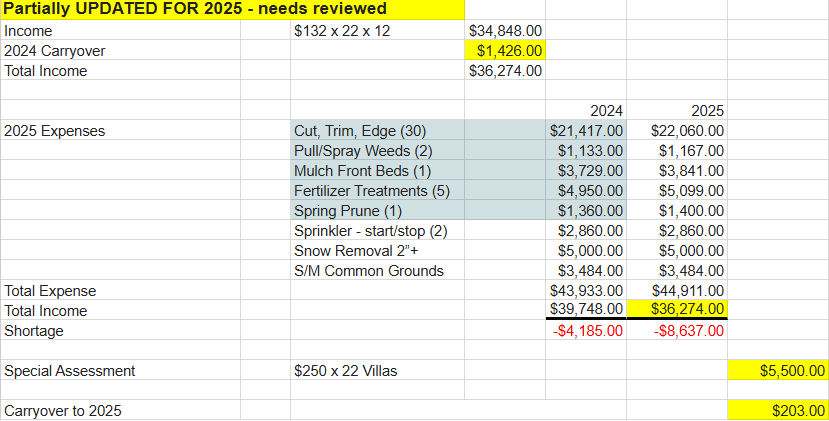 Partially UPDATED FOR 2025 - needs reviewed
Income $132 x 22 x 12 $34,848.00
2024 Carryover $1,426.00
Total Income $36,274.00
2024 2025
2025 Expenses Cut, Trim, Edge (30) $21,417.00 $22,060.00
Pull/Spray Weeds (2) $1,133.00 $1,167.00
Mulch Front Beds (1) $3,729.00 $3,841.00
Fertilizer Treatments (5) $4,950.00 $5,099.00
Spring Prune (1) $1,360.00 $1,400.00
Sprinkler - start/stop (2) $2,860.00 $2,860.00
Snow Removal 2”+ $5,000.00 $5,000.00
S/M Common Grounds $3,484.00 $3,484.00
Total Expense $43,933.00 $44,911.00
Total Income $39,748.00 $36,274.00
Shortage -$4,185.00 -$8,637.00
Special Assessment $250 x 22 Villas $5,500.00
Carryover to 2025 $203.00